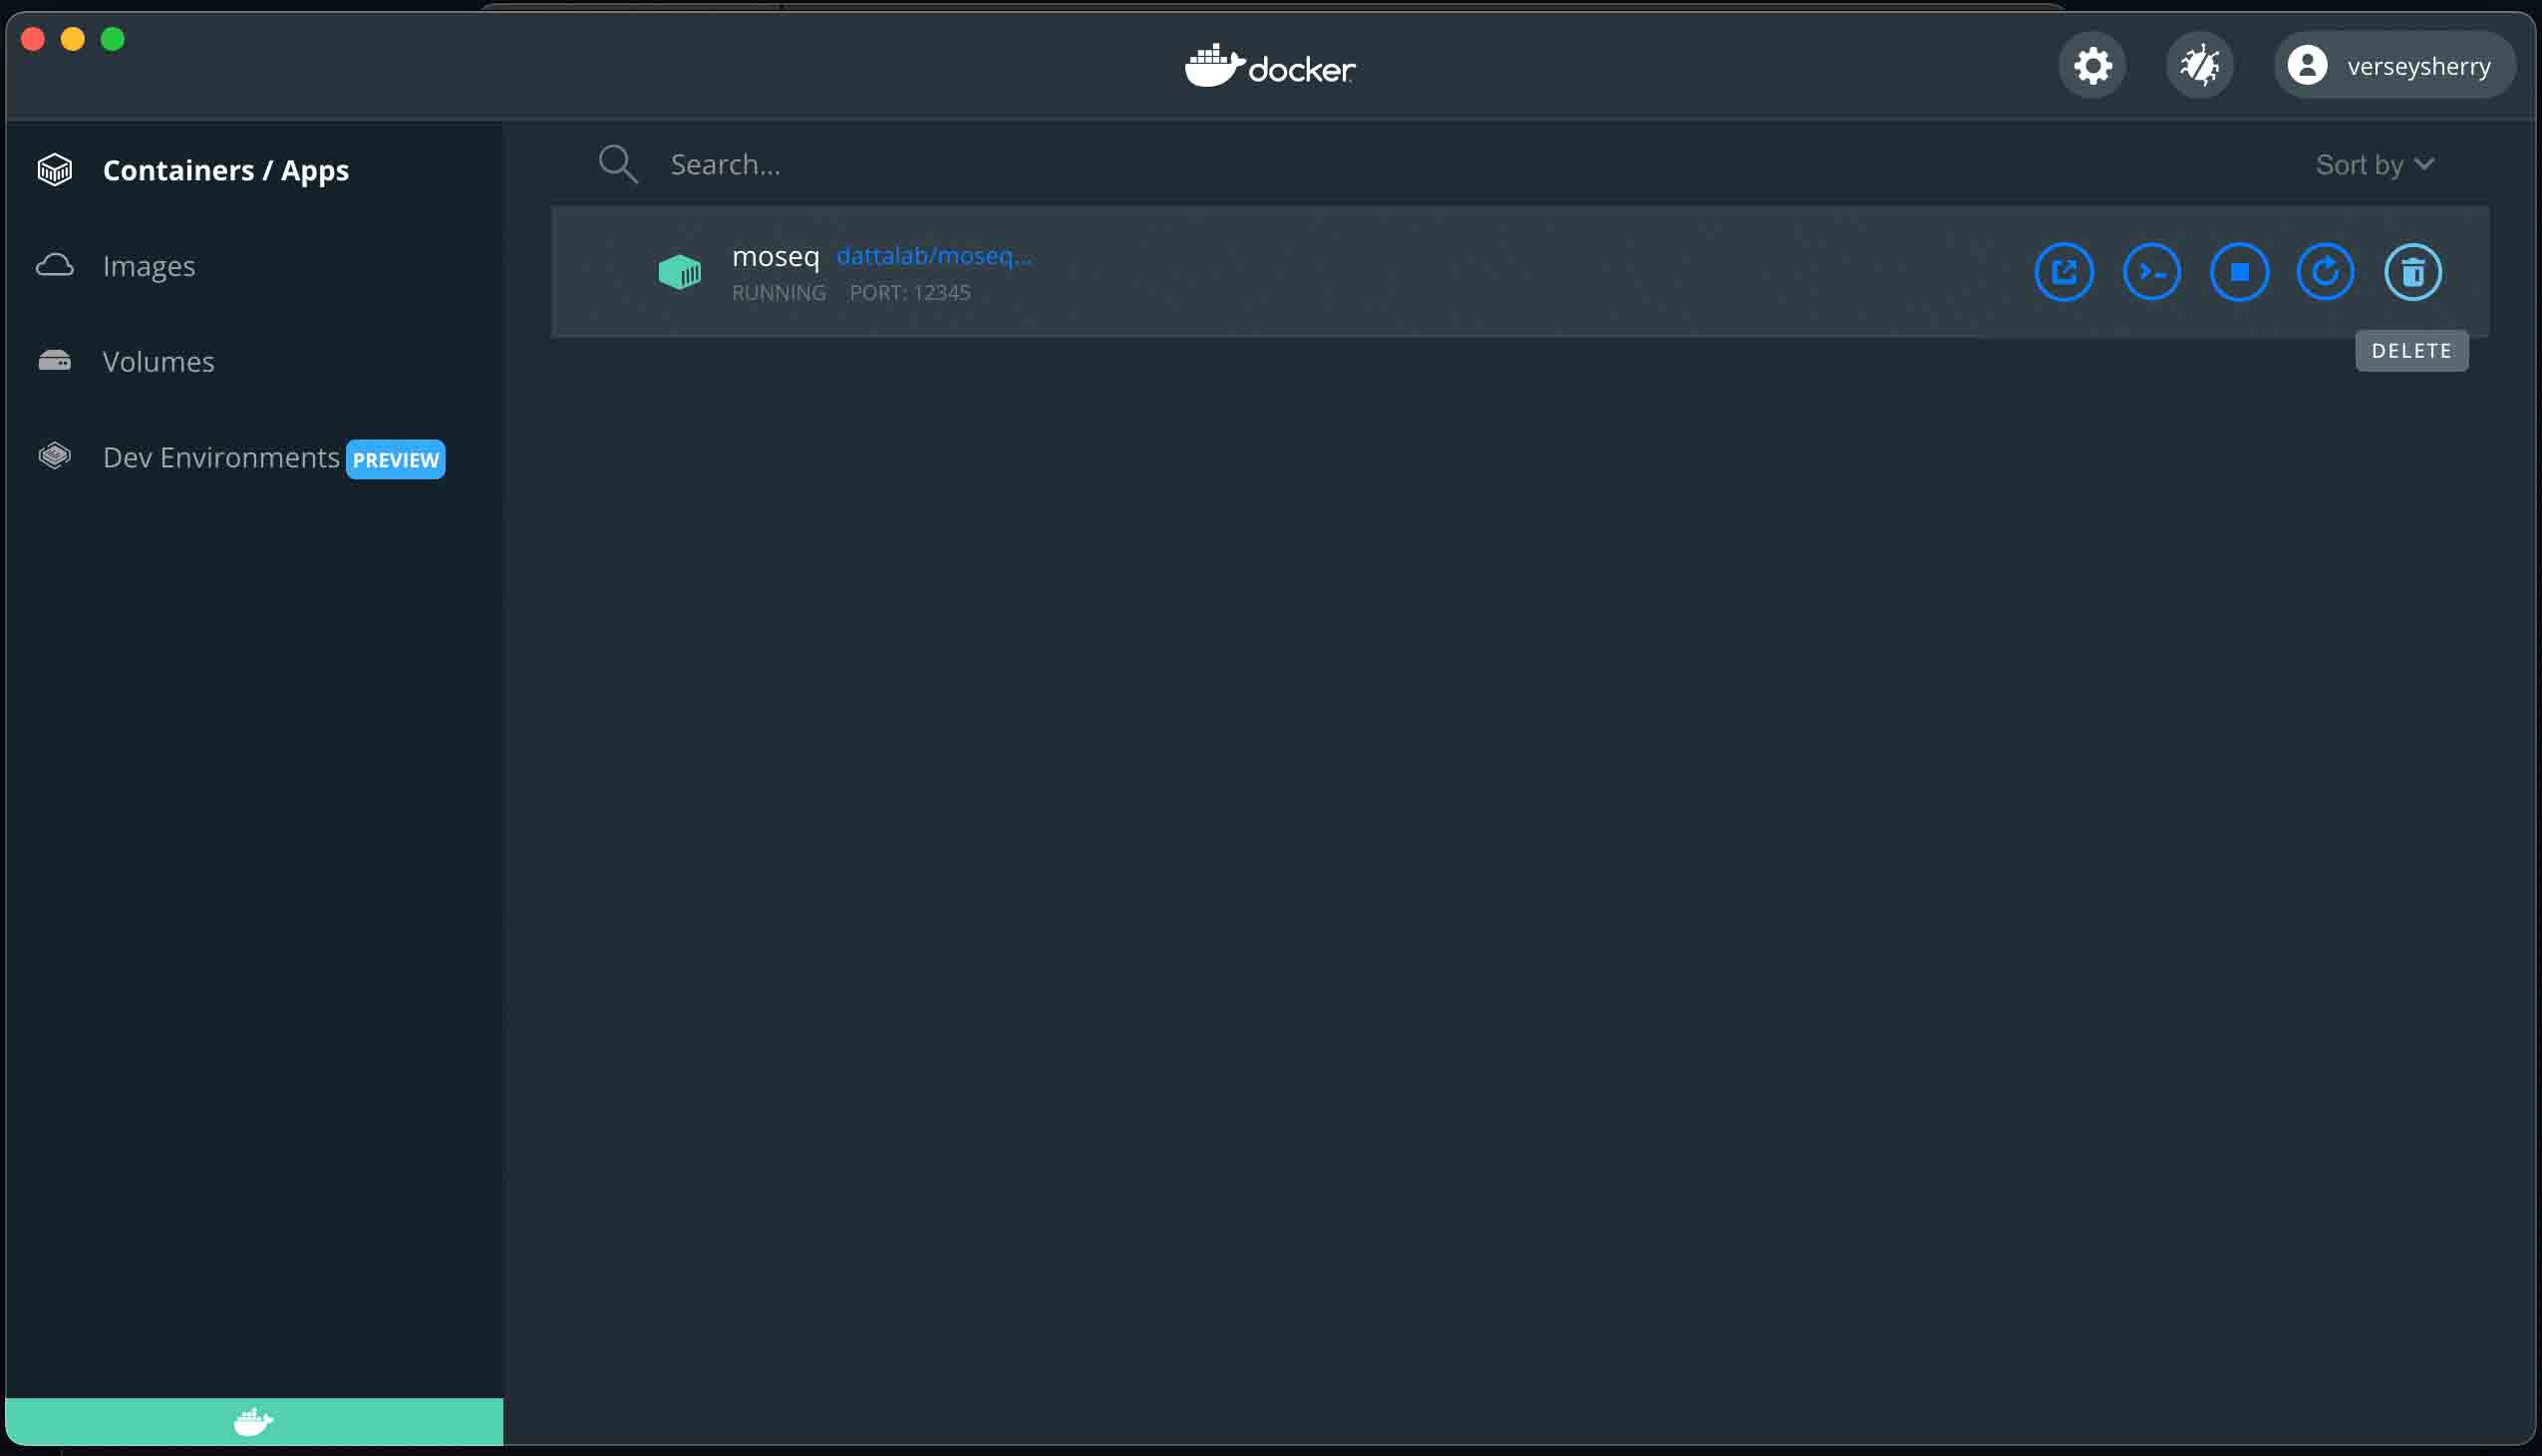 docker
verseysherry
Containers / Apps
Images
Volumes
Dev Environments PREVIEW
Search...
Sort by
moseq dattalab/moseq...
RUNNING PORT: 12345
DELETE